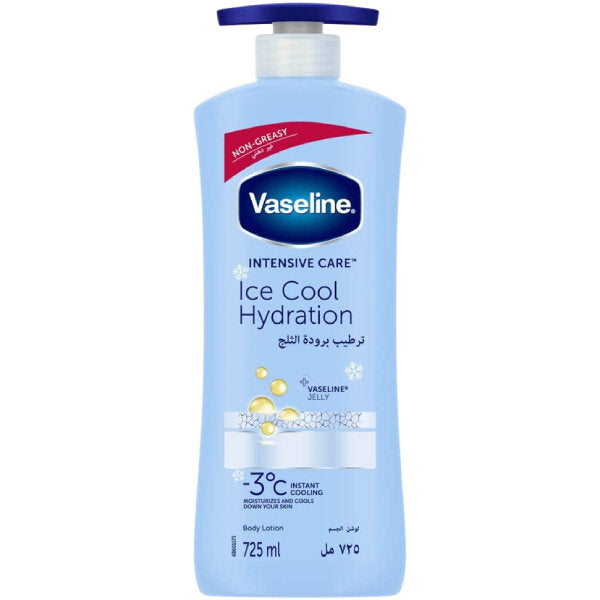 NON-GREASY
غير دهني
Vaseline®
INTENSIVE CARE™
Ice Cool
Hydration
ترطيب برودة الثلج
VASELINE®
JELLY
-3°C INSTANT
COOLING
MOISTURIZES AND COOLS
DOWN YOUR SKIN
Body Lotion
لوشن الجسم
725 ml
٧٢٥ مل